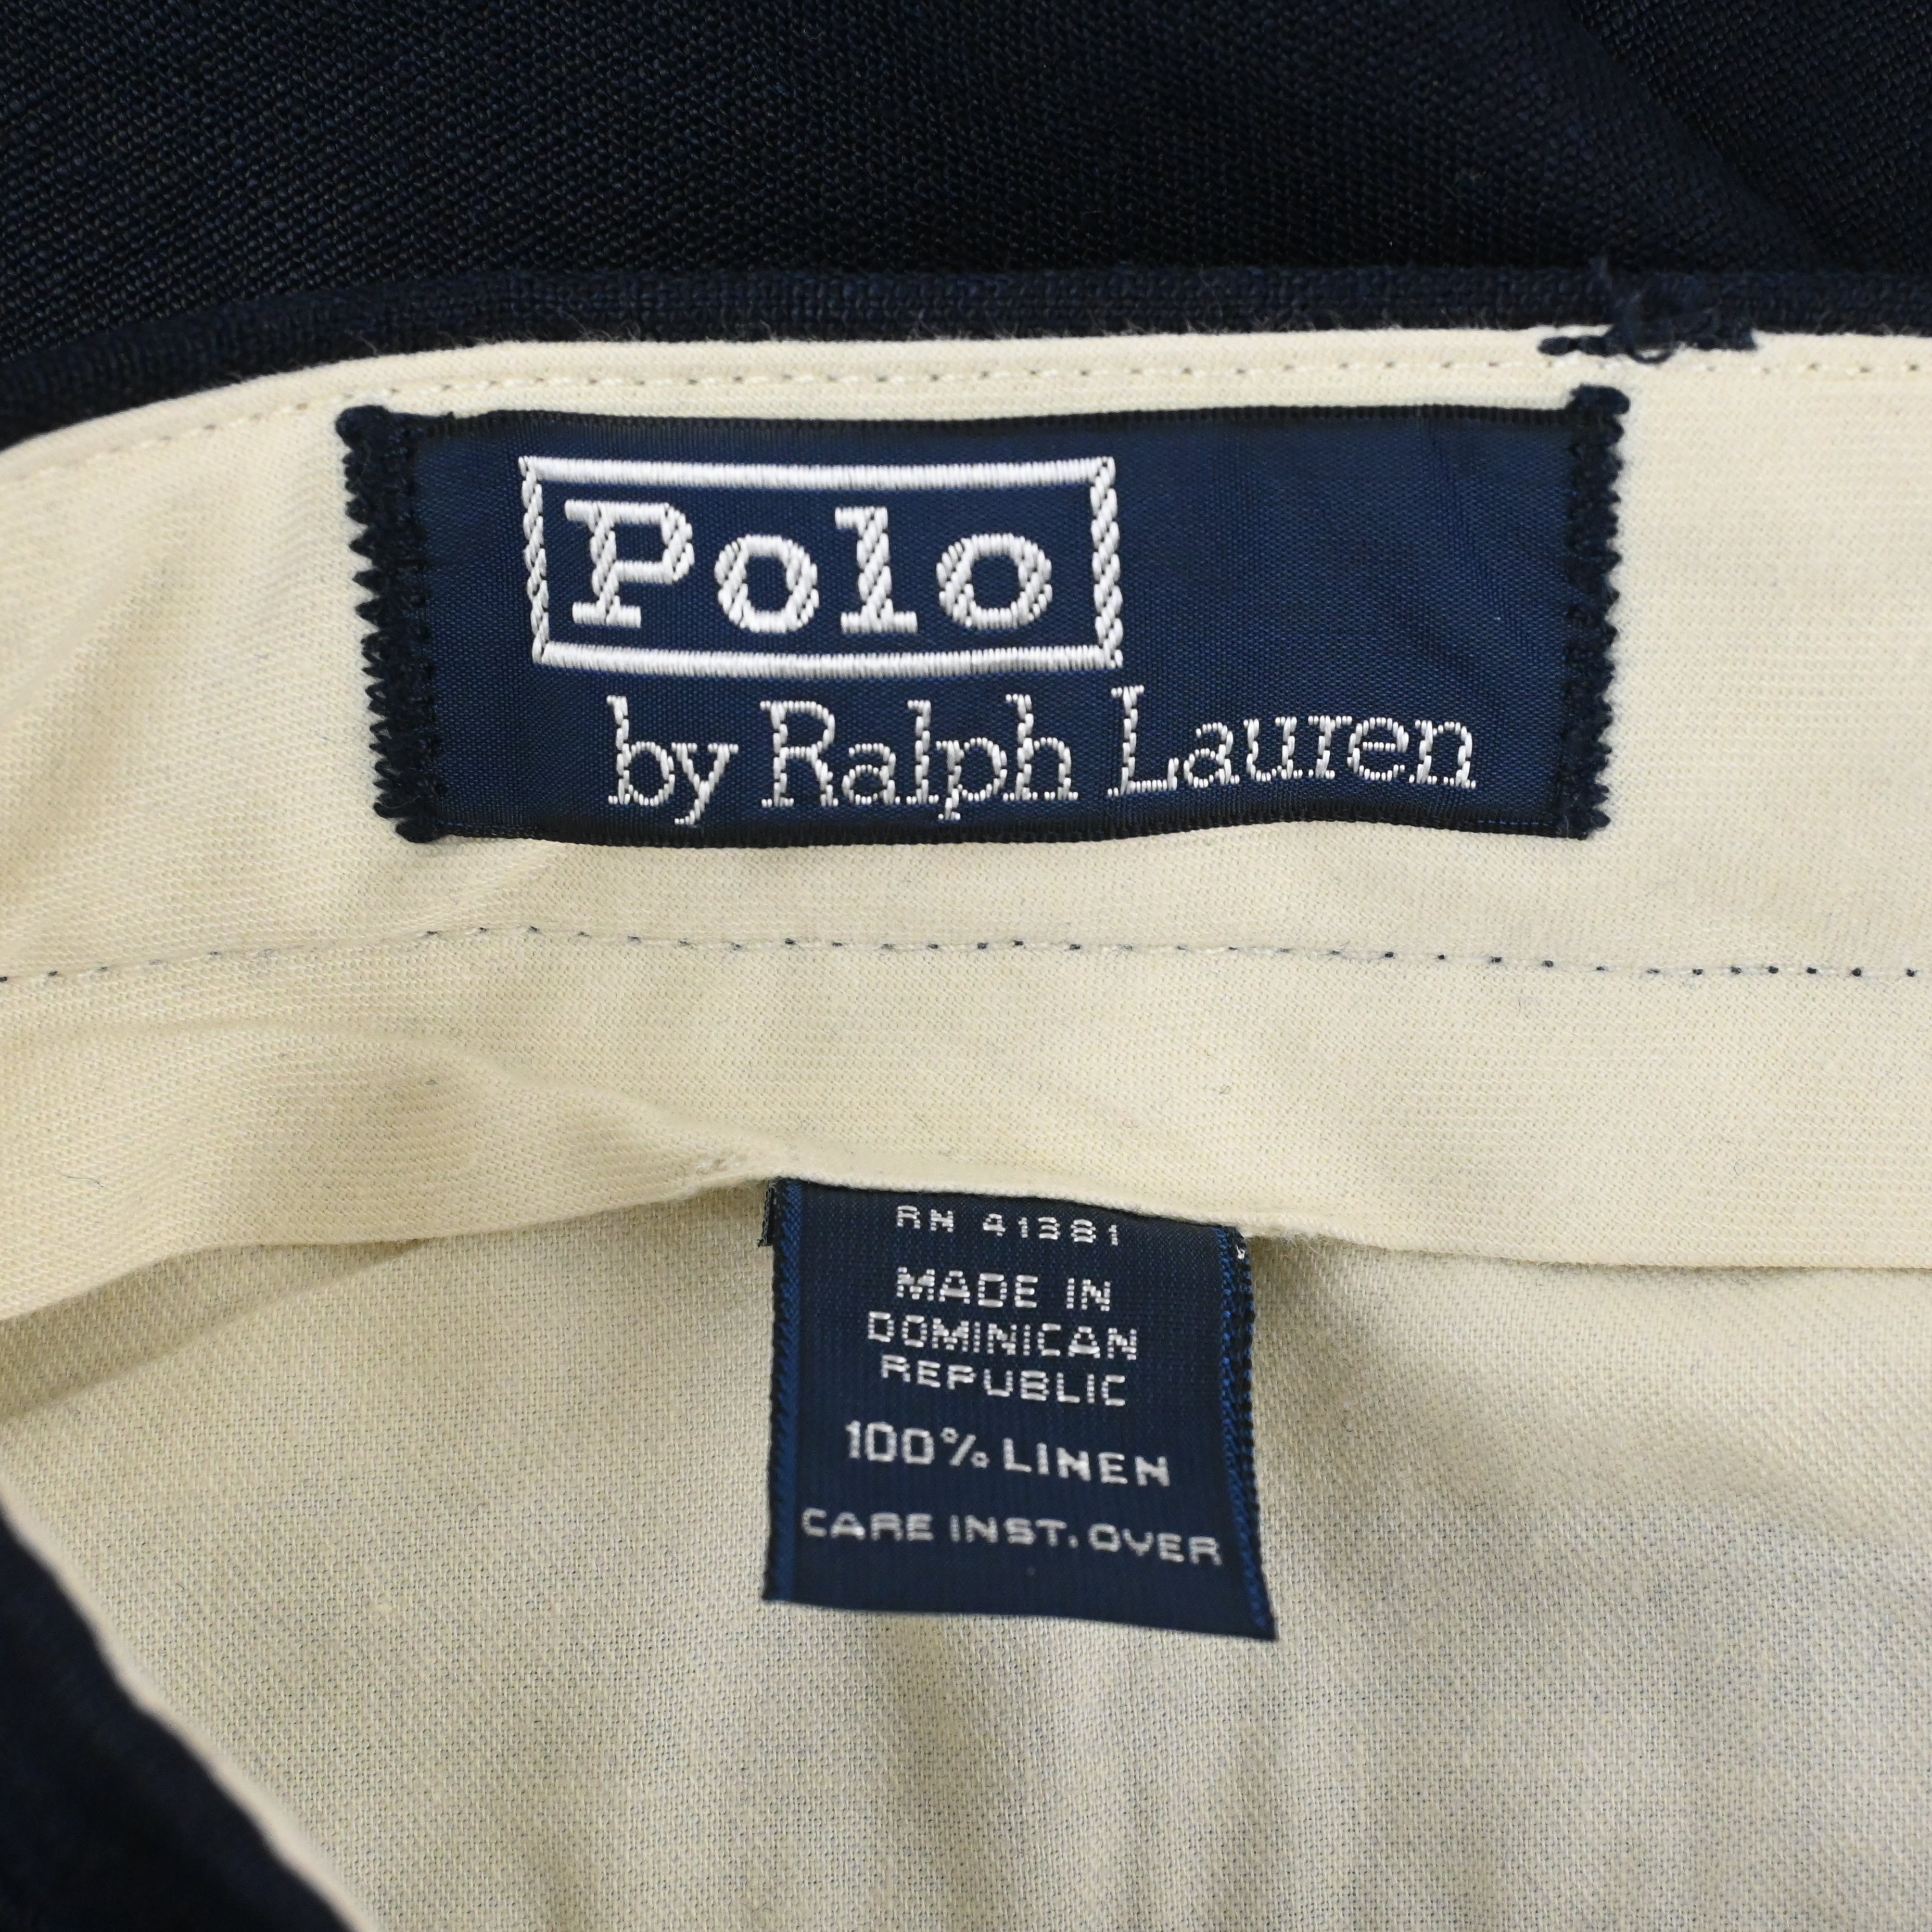 Polo
by Ralph Lauren
RN 41381
MADE IN
DOMINICAN
REPUBLIC
100% LINEN
CARE INST. OVER